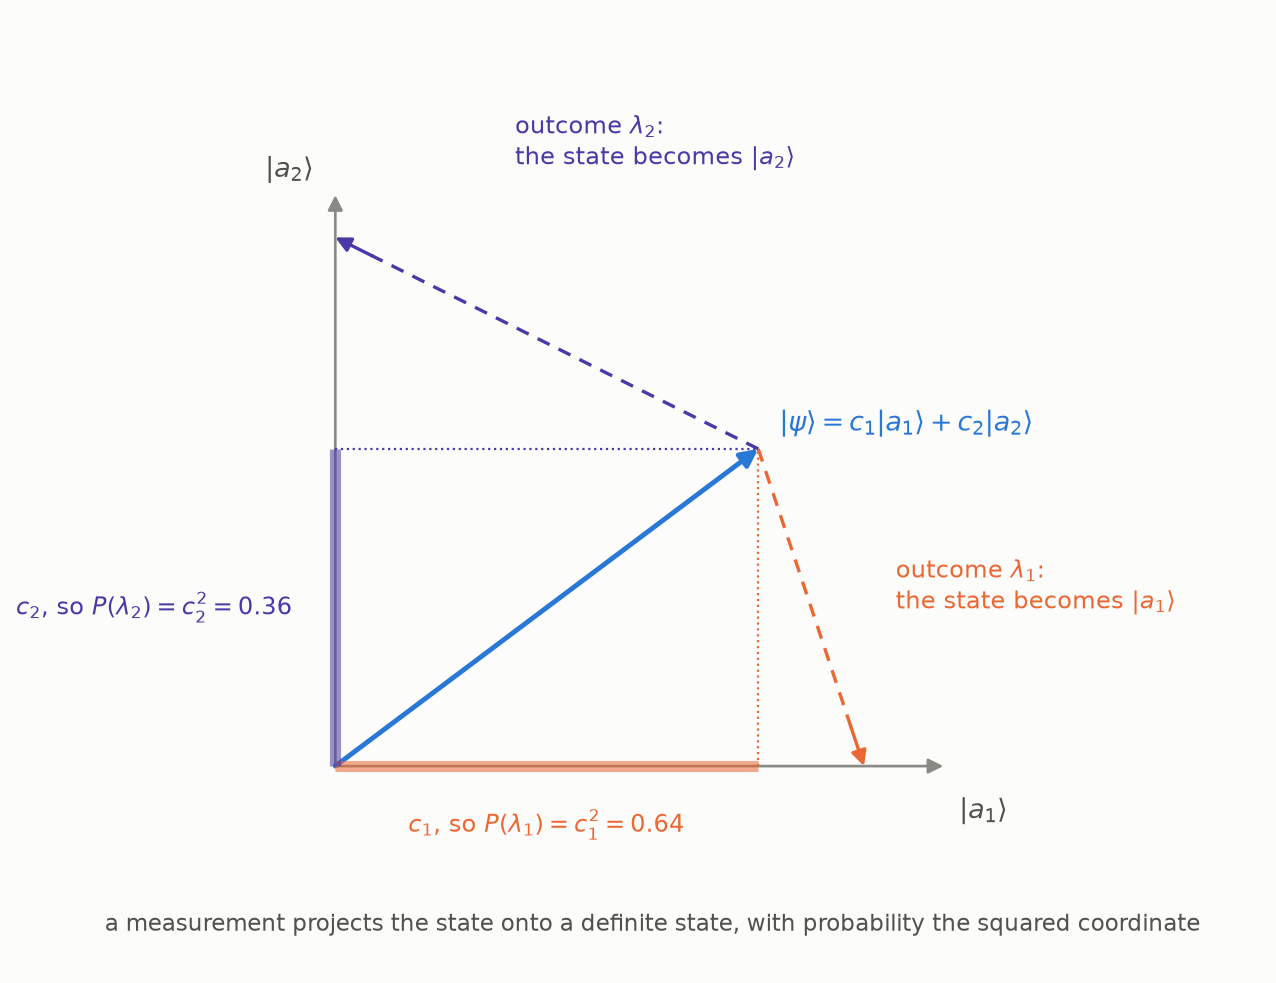 outcome λ₂:
the state becomes |a₂⟩
|a₂⟩
|ψ⟩ = c₁|a₁⟩ + c₂|a₂⟩
outcome λ₁:
the state becomes |a₁⟩
c₂, so P(λ₂) = c₂² = 0.36
|a₁⟩
c₁, so P(λ₁) = c₁² = 0.64
a measurement projects the state onto a definite state, with probability the squared coordinate